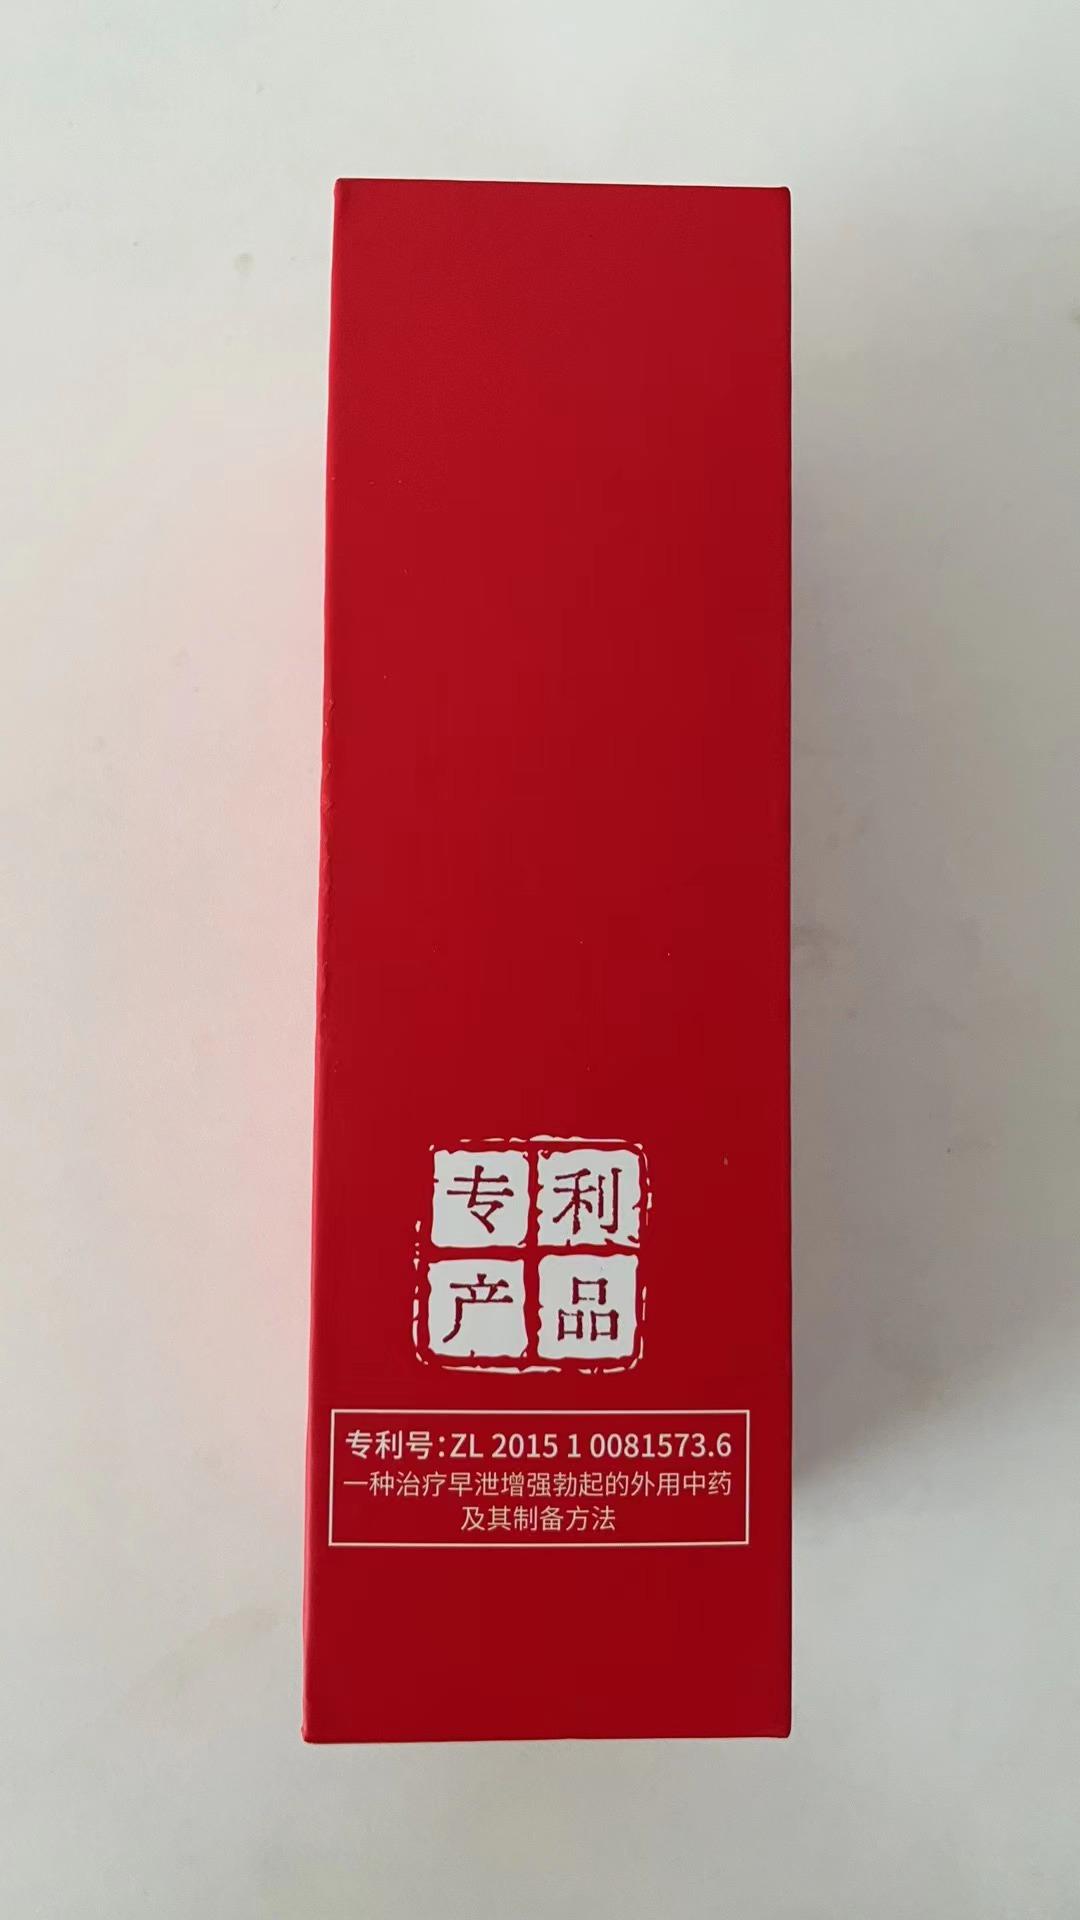 专利
产品
专利号:ZL 2015 1 0081573.6
一种治疗早泄增强勃起的外用中药
及其制备方法